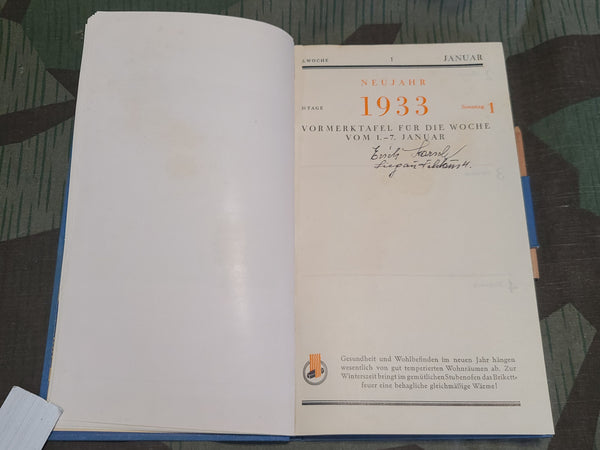 WOCHE 1 JANUAR
NEUJAHR
TAGE 1933 Sonntag 1
VORMERKTAFEL FÜR DIE WOCHE
VOM 1.–7. JANUAR
Erich
Gesundheit und Wohlbefinden im neuen Jahr hängen
wesentlich von gut temperierten Wohnräumen ab. Zur
Winterszeit bringt im gemütlichen Stubenofen das Brikett-
feuer eine behagliche gleichmäßige Wärme!